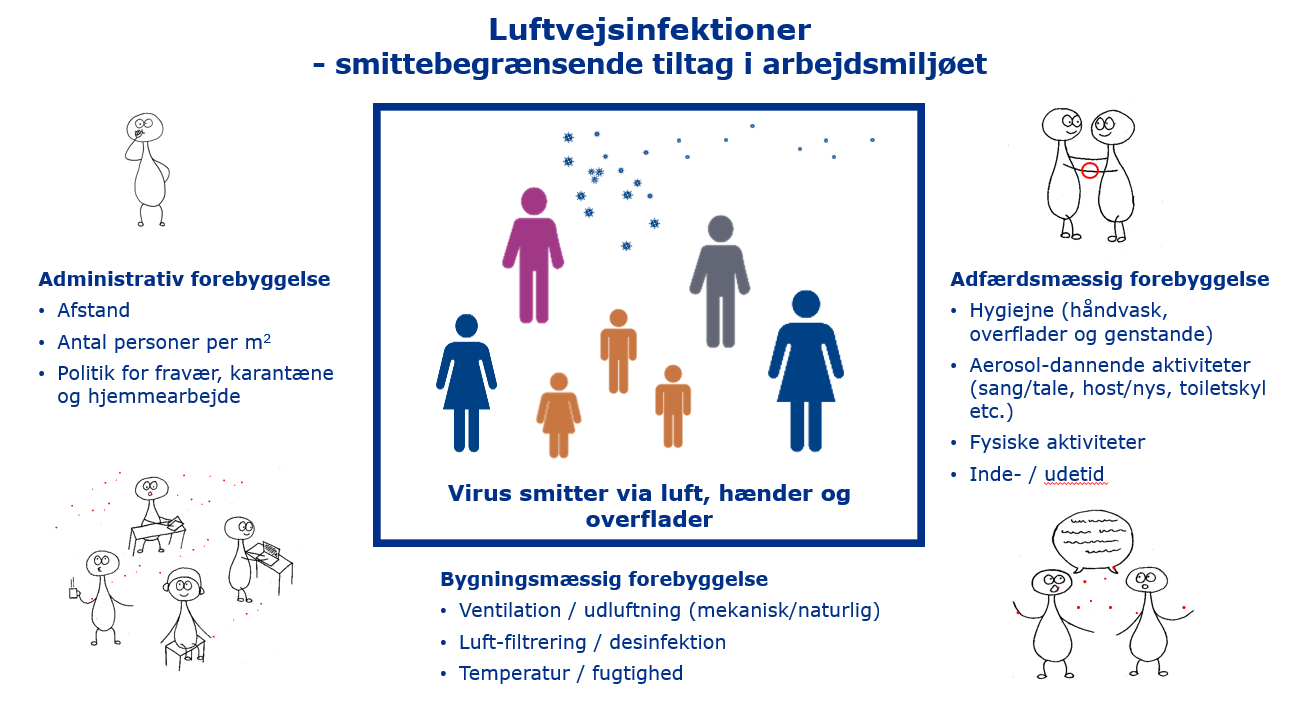 Luftvejsinfektioner
– smittebegrænsende tiltag i arbejdsmiljøet
Administrativ forebyggelse
• Afstand
• Antal personer per m²
• Politik for fravær, karantæne
og hjemmearbejde
Virus smitter via luft, hænder og
overflader
Adfærdsmæssig forebyggelse
• Hygiejne (håndvask,
overflader og genstande)
• Aerosol-dannende aktiviteter
(sang/tale, host/nys, toiletskyl
etc.)
• Fysiske aktiviteter
• Inde- / udetid
Bygningsmæssig forebyggelse
• Ventilation / udluftning (mekanisk/naturlig)
• Luft-filtrering / desinfektion
• Temperatur / fugtighed